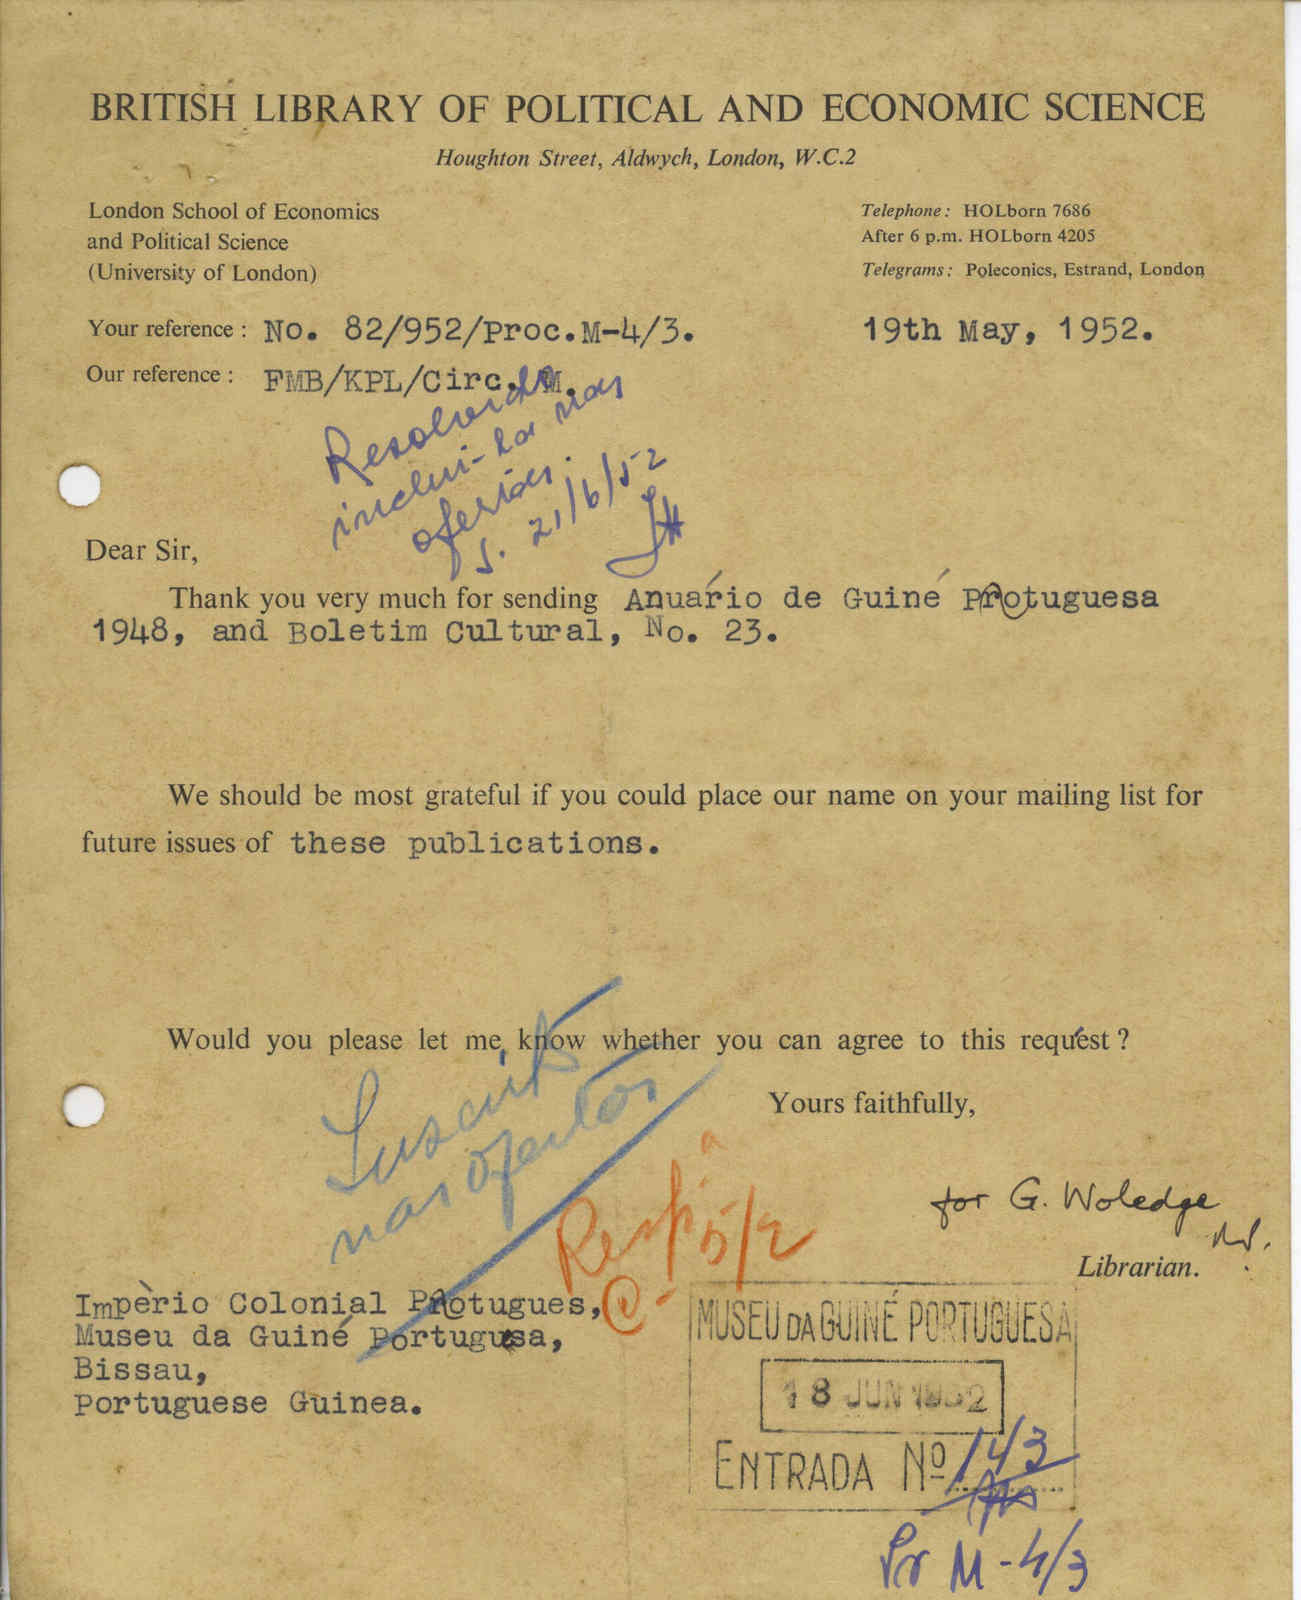 BRITISH LIBRARY OF POLITICAL AND ECONOMIC SCIENCE
Houghton Street, Aldwych, London, W.C.2
London School of Economics
and Political Science
(University of London)
Telephone: HOLborn 7686
After 6 p.m. HOLborn 4205
Telegrams: Poleconics, Estrand, London
Your reference: No. 82/952/Proc.M-4/3.
19th May, 1952.
Our reference: FMB/KPL/Circ. M.
Resolvido
inclui-la nas
ofertas.
21/6/52
Dear Sir,
Thank you very much for sending Anuário de Guiné Protuguesa
1948, and Boletim Cultural, No. 23.
We should be most grateful if you could place our name on your mailing list for
future issues of these publications.
Would you please let me know whether you can agree to this request?
Yours faithfully,
nas ofertas
Resp.
5/2
for G. Woledge
Librarian.
Impèrio Colonial Protugues,
Museu da Guiné Portugusa,
Bissau,
Portuguese Guinea.
MUSEU DA GUINÉ PORTUGUESA
18 JUN 1952
ENTRADA Nº 143
Pr M-4/3